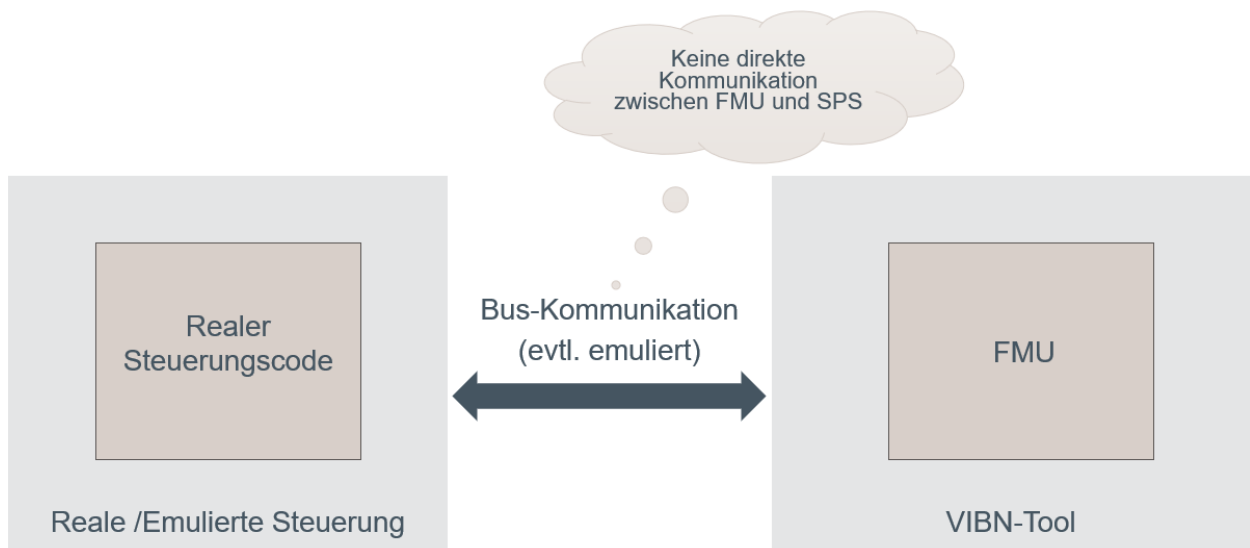 Keine direkte
Kommunikation
zwischen FMU und SPS
Realer
Steuerungscode
Bus-Kommunikation
(evtl. emuliert)
FMU
Reale /Emulierte Steuerung
VIBN-Tool